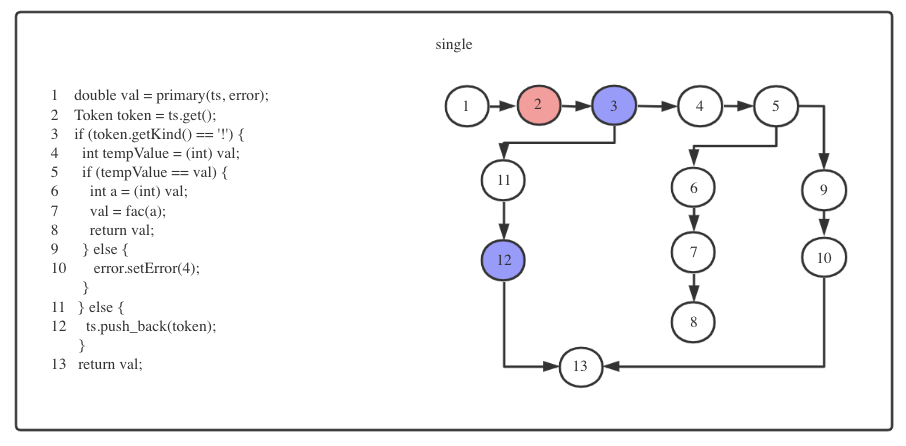 single
1 double val = primary(ts, error);
2 Token token = ts.get();
3 if (token.getKind() == '!') {
4 int tempValue = (int) val;
5 if (tempValue == val) {
6 int a = (int) val;
7 val = fac(a);
8 return val;
9 } else {
10 error.setError(4);
}
11 } else {
12 ts.push_back(token);
}
13 return val;
1 2 3 4 5
11 6 9
12 7 10
8
13